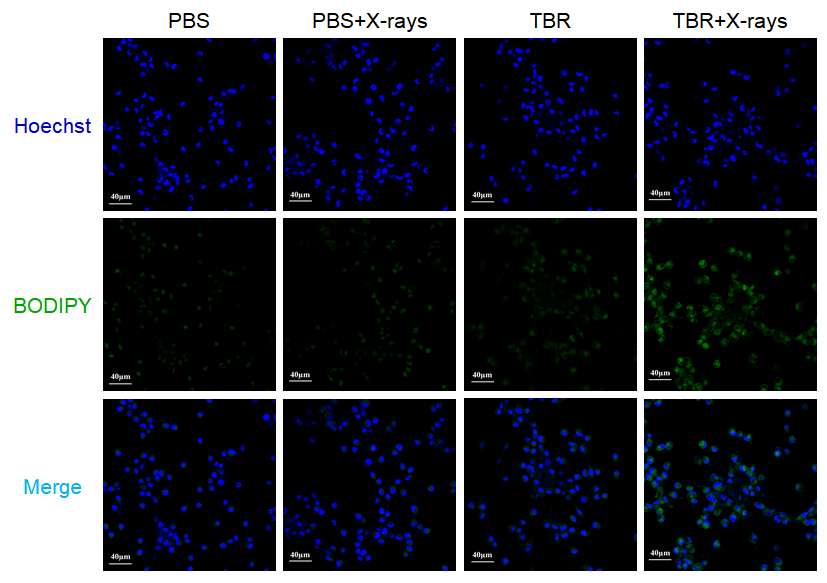 PBS PBS+X-rays TBR TBR+X-rays
Hoechst
40μm 40μm 40μm 40μm
BODIPY
40μm 40μm 40μm 40μm
Merge
40μm 40μm 40μm 40μm